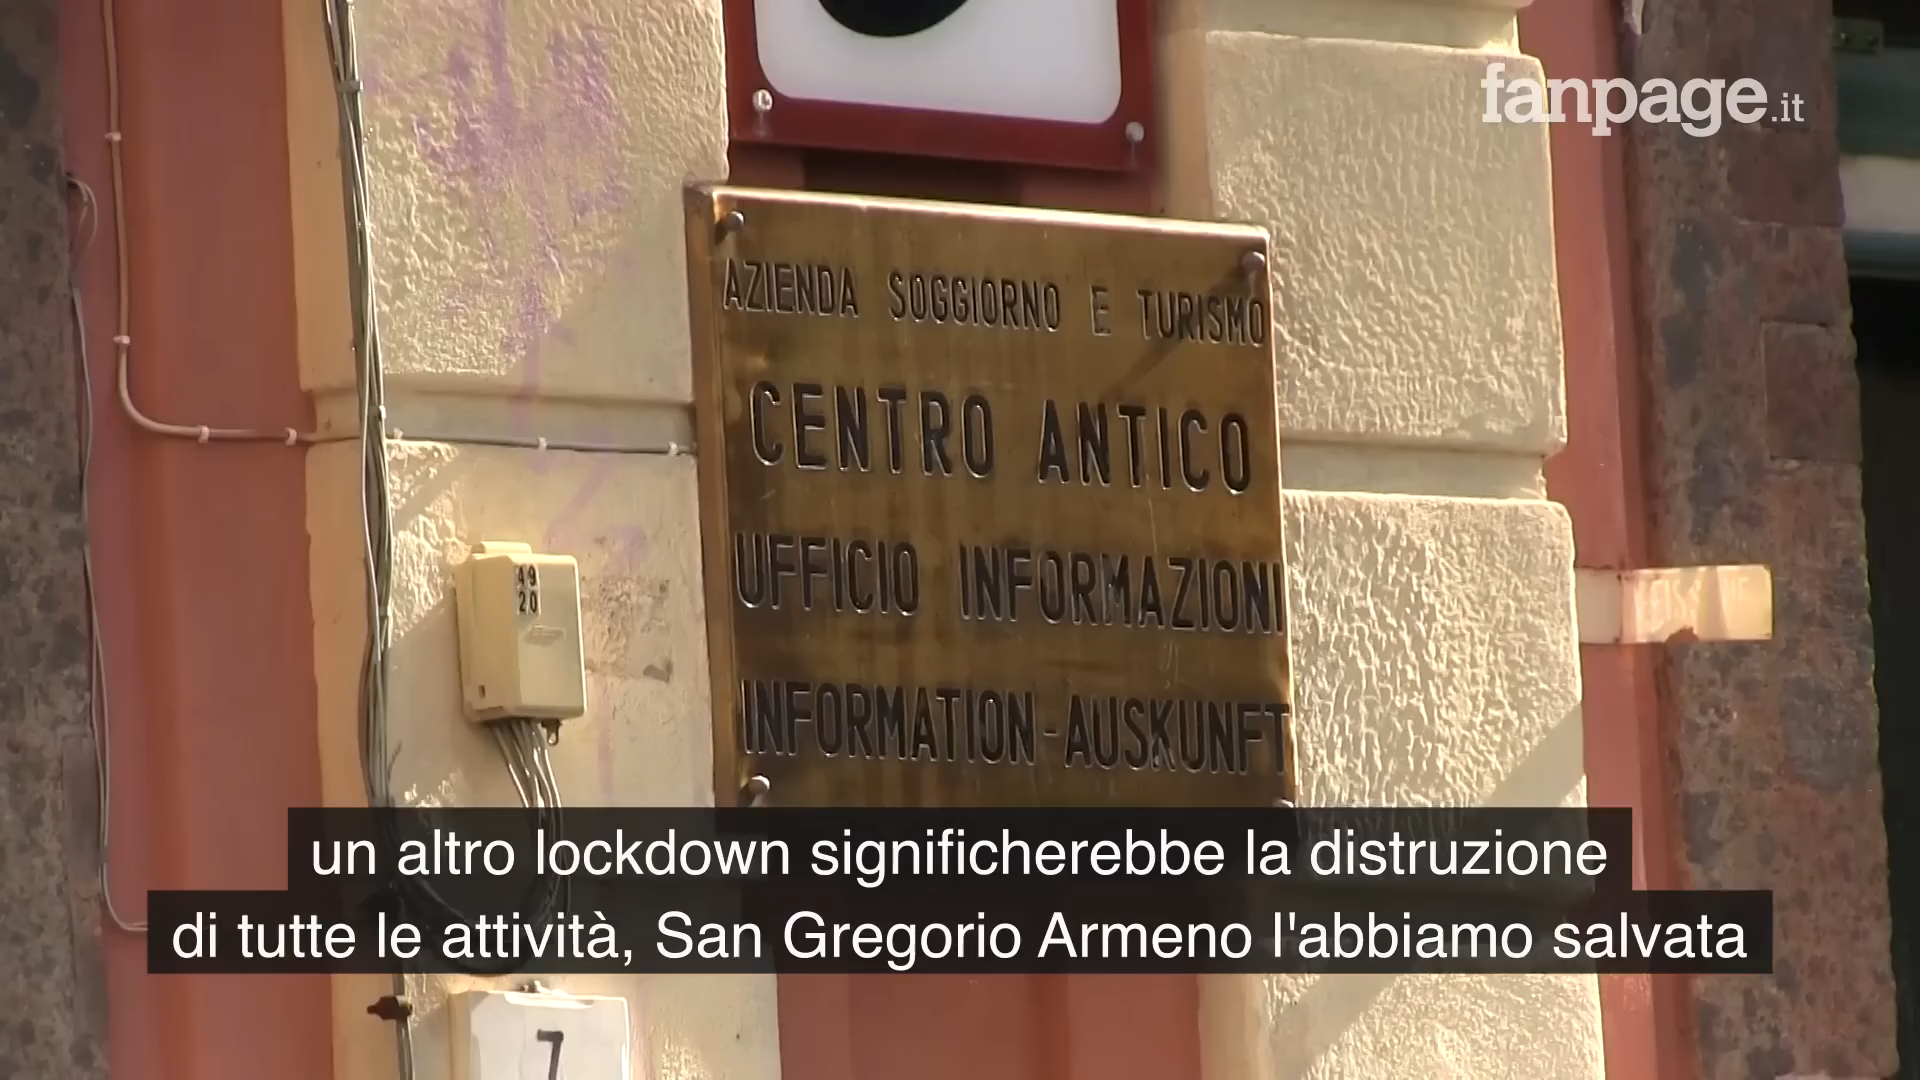 fanpage.it
AZIENDA SOGGIORNO E TURISMO
CENTRO ANTICO
UFFICIO INFORMAZIONI
INFORMATION-AUSKUNFT
49
20
un altro lockdown significherebbe la distruzione
di tutte le attività, San Gregorio Armeno l'abbiamo salvata
7